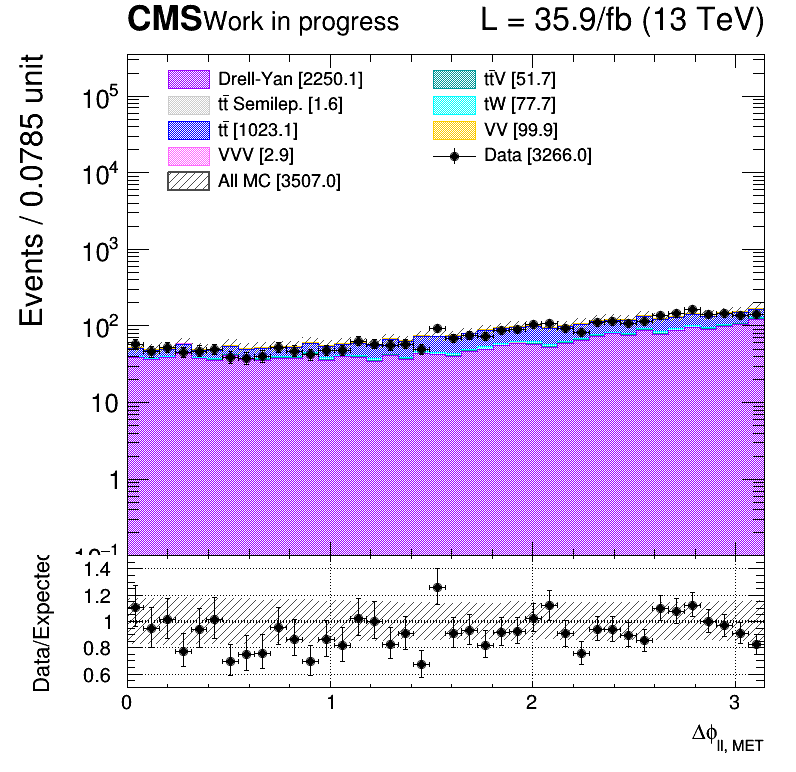 CMS Work in progress L = 35.9/fb (13 TeV)
Events / 0.0785 unit
Drell-Yan [2250.1]
tt̄V [51.7]
tt̄ Semilep. [1.6]
tW [77.7]
tt̄ [1023.1]
VV [99.9]
VVV [2.9]
Data [3266.0]
All MC [3507.0]
10⁵
10⁴
10³
10²
10
1
10⁻¹
Data/Expected
1.4
1.2
1
0.8
0.6
0 1 2 3
Δϕll, MET